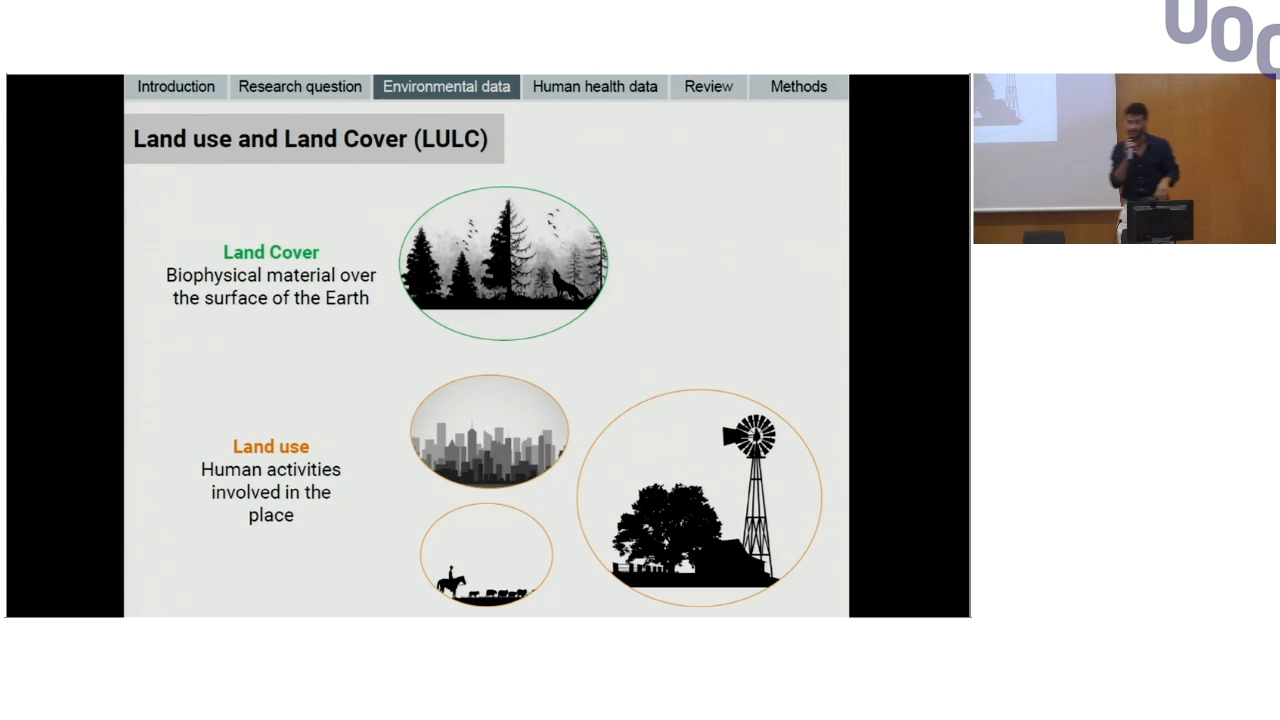 UOC
Introduction
Research question
Environmental data
Human health data
Review
Methods
Land use and Land Cover (LULC)
Land Cover
Biophysical material over
the surface of the Earth
Land use
Human activities
involved in the
place